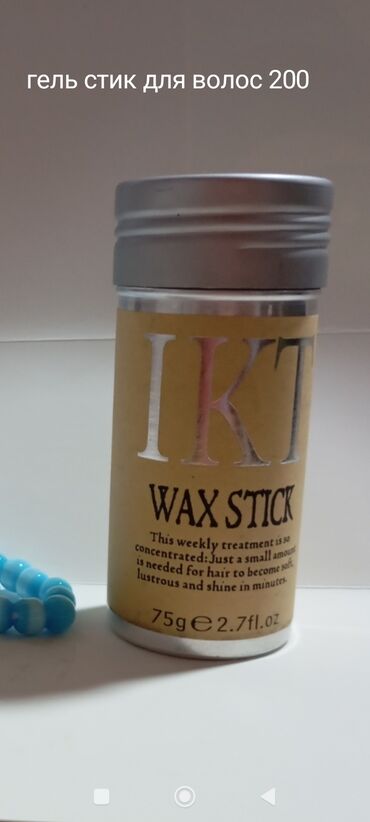 гель стик для волос 200
IKT
WAX STICK
This weekly treatment is so
concentrated: Just a small amount
is needed for hair to become soft,
lustrous and shine in minutes.
75g ℮ 2.7fl.oz